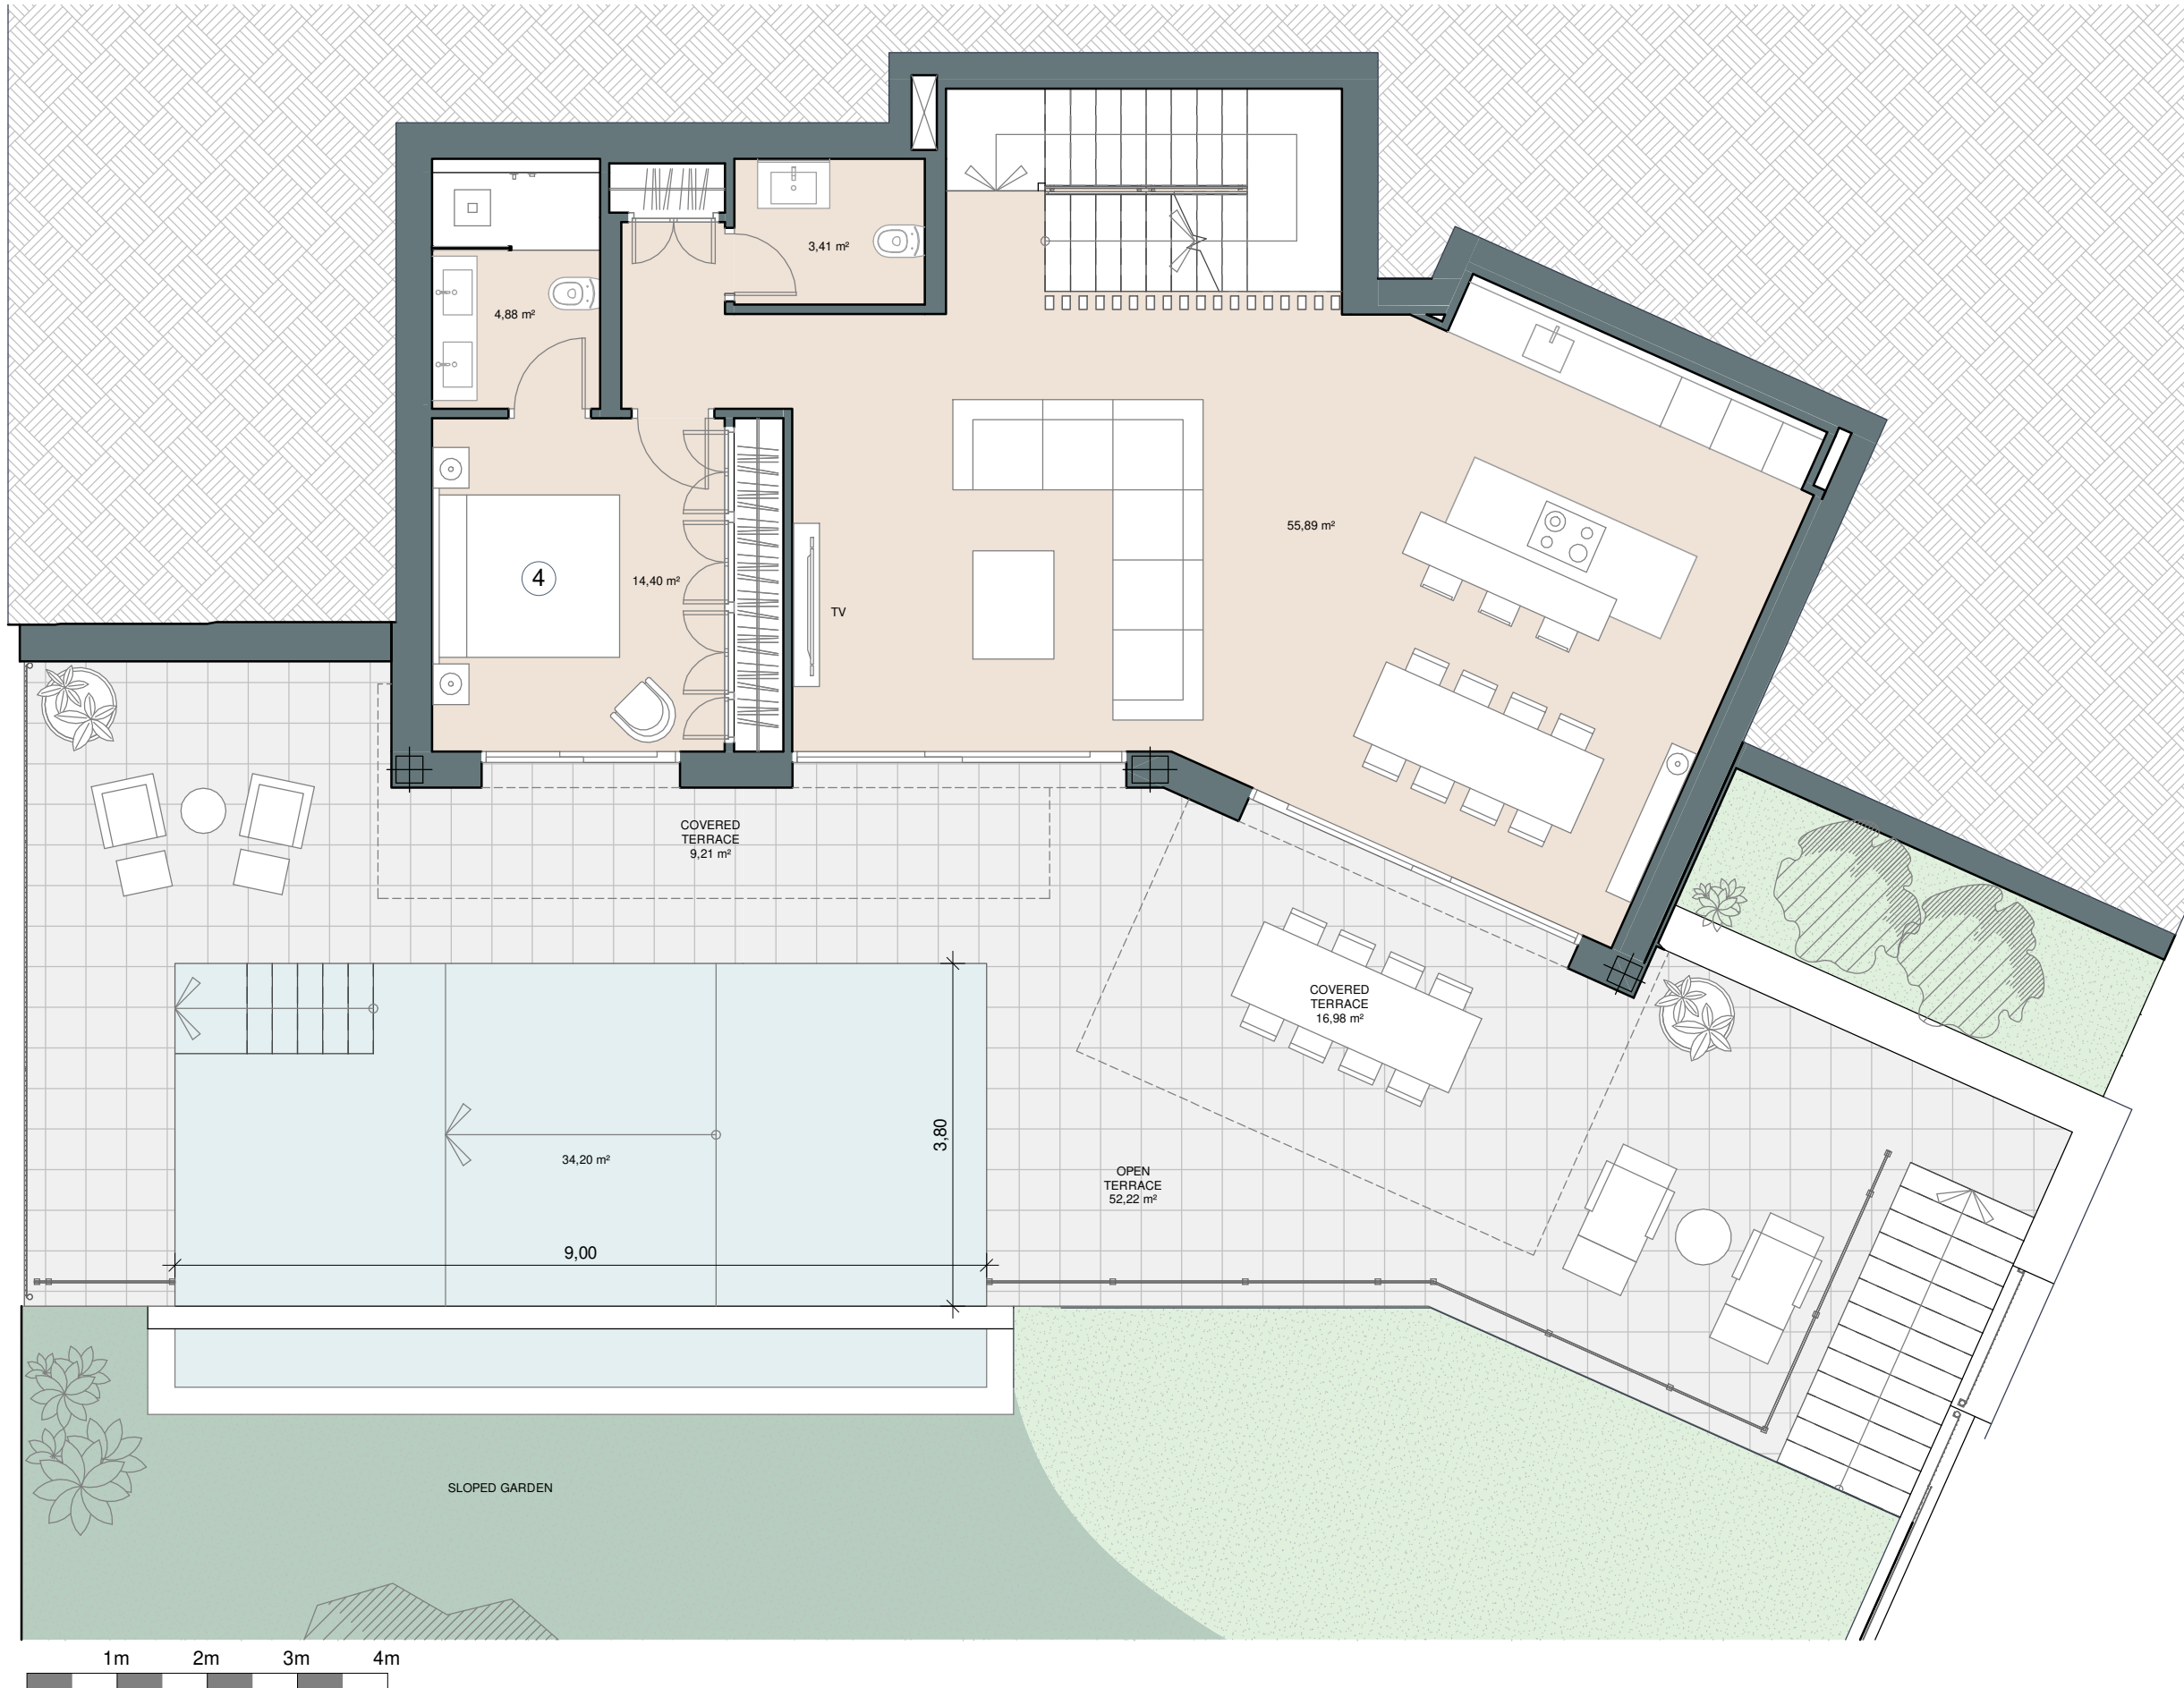 3,41 m²
4,88 m²
55,89 m²
4
14,40 m²
TV
COVERED
TERRACE
9,21 m²
COVERED
TERRACE
16,98 m²
3,80
34,20 m²
OPEN
TERRACE
52,22 m²
9,00
SLOPED GARDEN
1m 2m 3m 4m